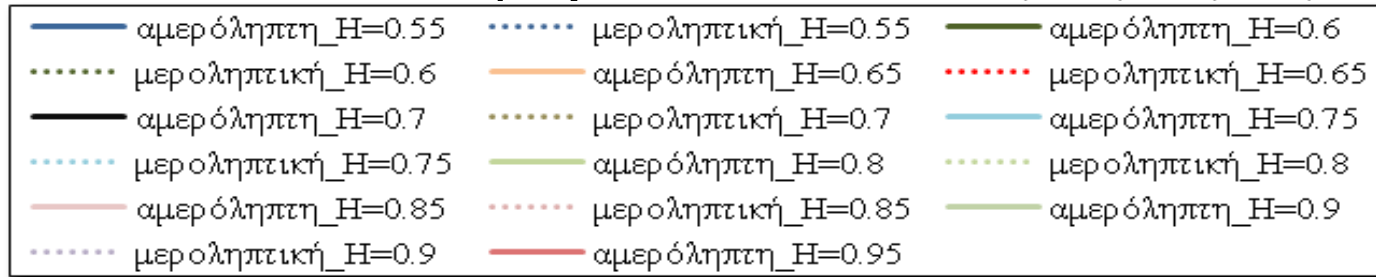 αμερόληπτη_H=0.55 μεροληπτική_H=0.55 αμερόληπτη_H=0.6
μεροληπτική_H=0.6 αμερόληπτη_H=0.65 μεροληπτική_H=0.65
αμερόληπτη_H=0.7 μεροληπτική_H=0.7 αμερόληπτη_H=0.75
μεροληπτική_H=0.75 αμερόληπτη_H=0.8 μεροληπτική_H=0.8
αμερόληπτη_H=0.85 μεροληπτική_H=0.85 αμερόληπτη_H=0.9
μεροληπτική_H=0.9 αμερόληπτη_H=0.95